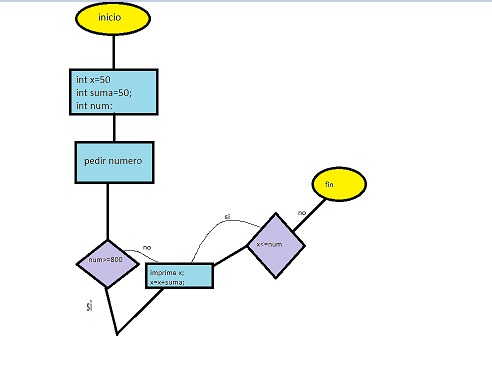 inicio
int x=50
int suma=50;
int num:
pedir numero
fin
no
si
x<=num
no
num>=800
imprime x;
x=x+suma;
si